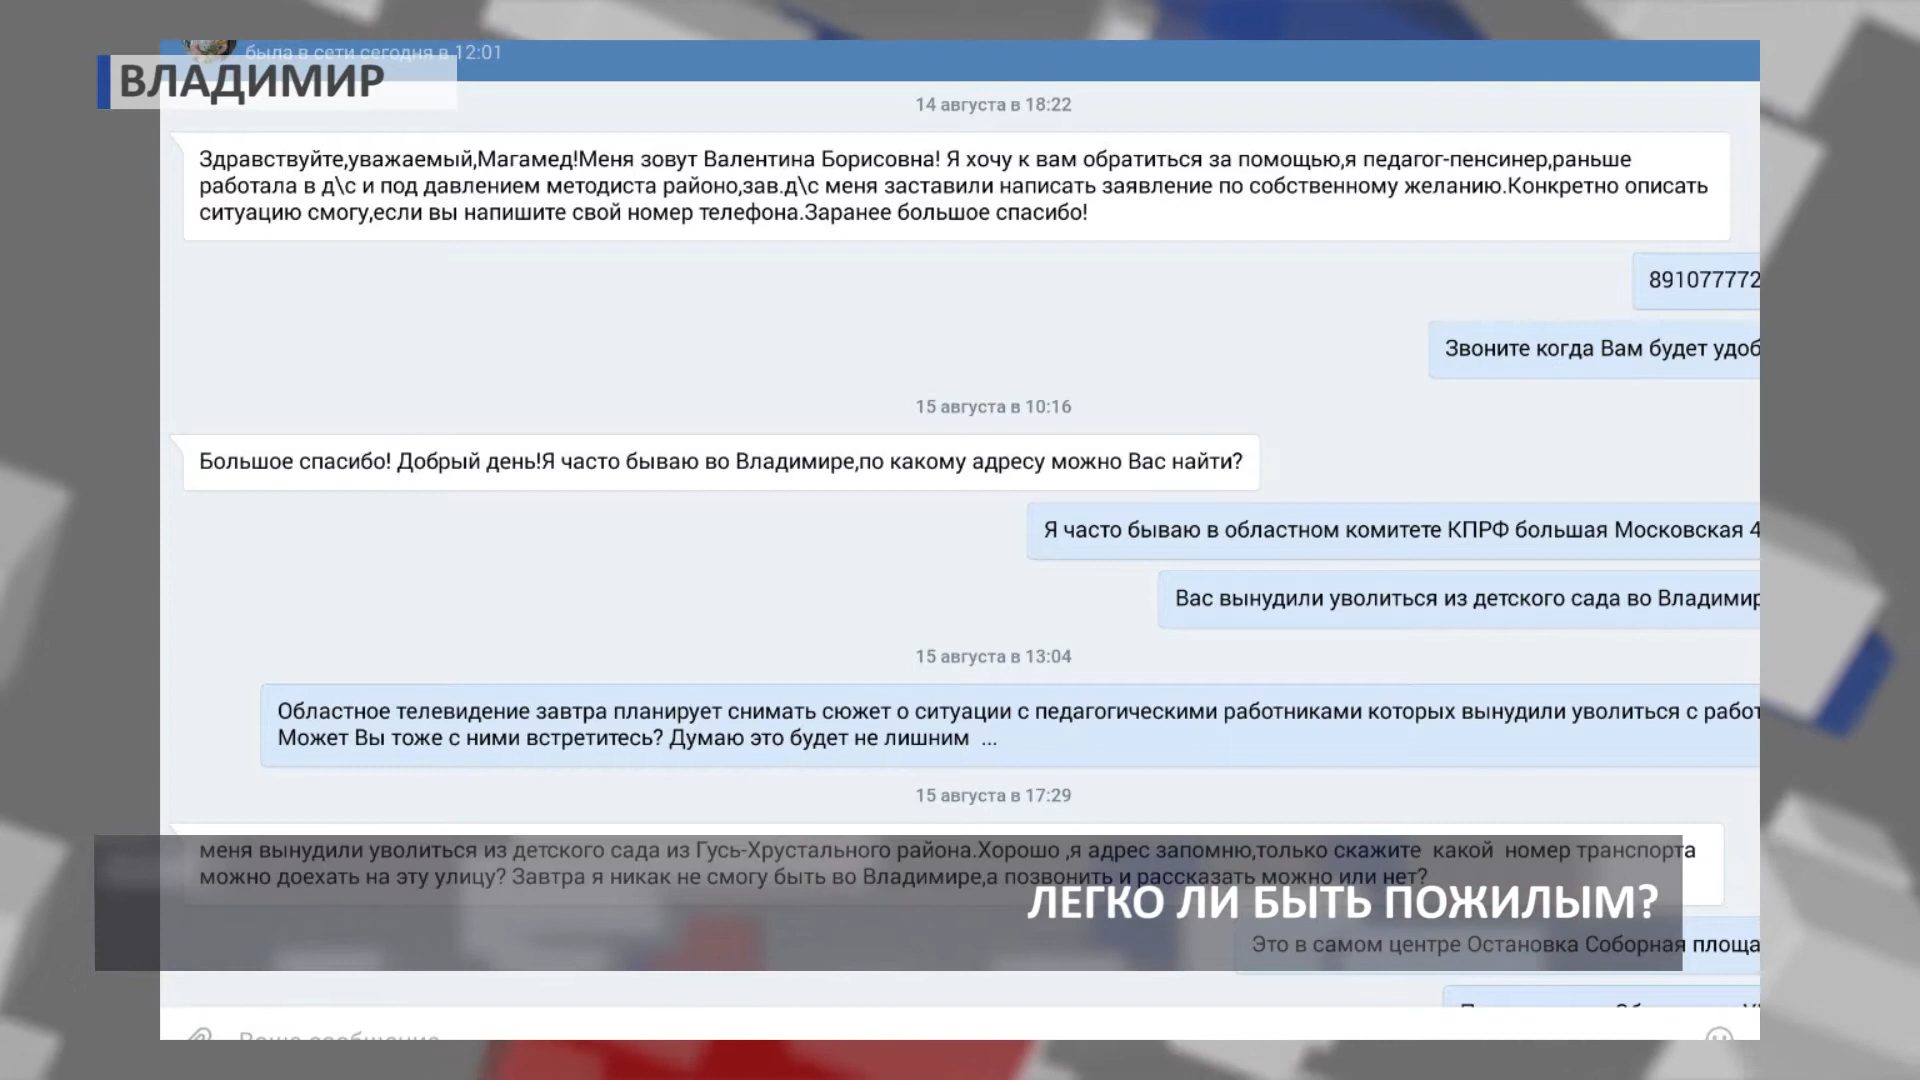 была в сети сегодня в 12:01
ВЛАДИМИР
14 августа в 18:22
Здравствуйте,уважаемый,Магамед!Меня зовут Валентина Борисовна! Я хочу к вам обратиться за помощью,я педагог-пенсинер,раньше
работала в д\с и под давлением методиста районо,зав.д\с меня заставили написать заявление по собственному желанию.Конкретно описать
ситуацию смогу,если вы напишите свой номер телефона.Заранее большое спасибо!
891077772
Звоните когда Вам будет удоб
15 августа в 10:16
Большое спасибо! Добрый день!Я часто бываю во Владимире,по какому адресу можно Вас найти?
Я часто бываю в областном комитете КПРФ большая Московская 4
Вас вынудили уволиться из детского сада во Владимир
15 августа в 13:04
Областное телевидение завтра планирует снимать сюжет о ситуации с педагогическими работниками которых вынудили уволиться с работ
Может Вы тоже с ними встретитесь? Думаю это будет не лишним ...
15 августа в 17:29
меня вынудили уволиться из детского сада из Гусь-Хрустального района.Хорошо ,я адрес запомню,только скажите какой номер транспорта
можно доехать на эту улицу? Завтра я никак не смогу быть во Владимире,а позвонить и рассказать можно или нет?
ЛЕГКО ЛИ БЫТЬ ПОЖИЛЫМ?
Это в самом центре Остановка Соборная площа